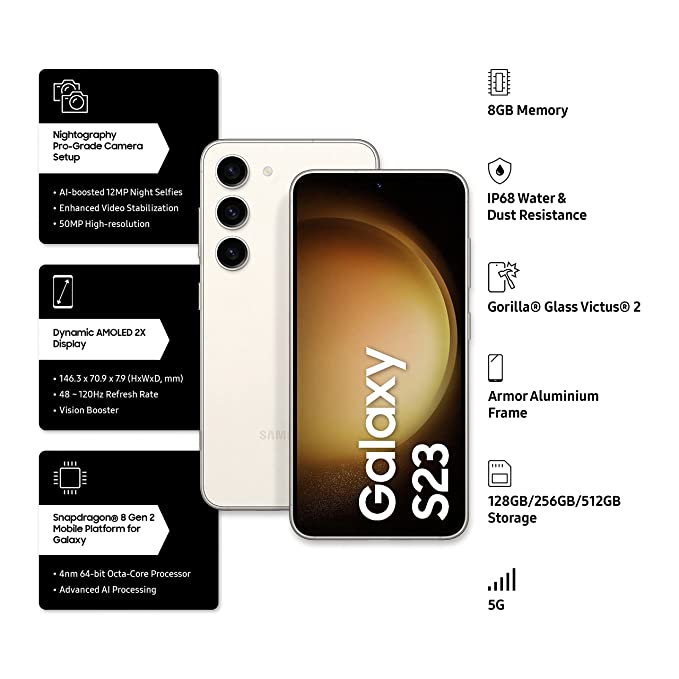 Nightography
Pro-Grade Camera
Setup
• AI-boosted 12MP Night Selfies
• Enhanced Video Stabilization
• 50MP High-resolution
Dynamic AMOLED 2X
Display
• 146.3 x 70.9 x 7.9 (HxWxD, mm)
• 48 ~ 120Hz Refresh Rate
• Vision Booster
Snapdragon® 8 Gen 2
Mobile Platform for
Galaxy
• 4nm 64-bit Octa-Core Processor
• Advanced AI Processing
SAM
Galaxy
S23
8GB Memory
IP68 Water &
Dust Resistance
Gorilla® Glass Victus® 2
Armor Aluminium
Frame
128GB/256GB/512GB
Storage
5G